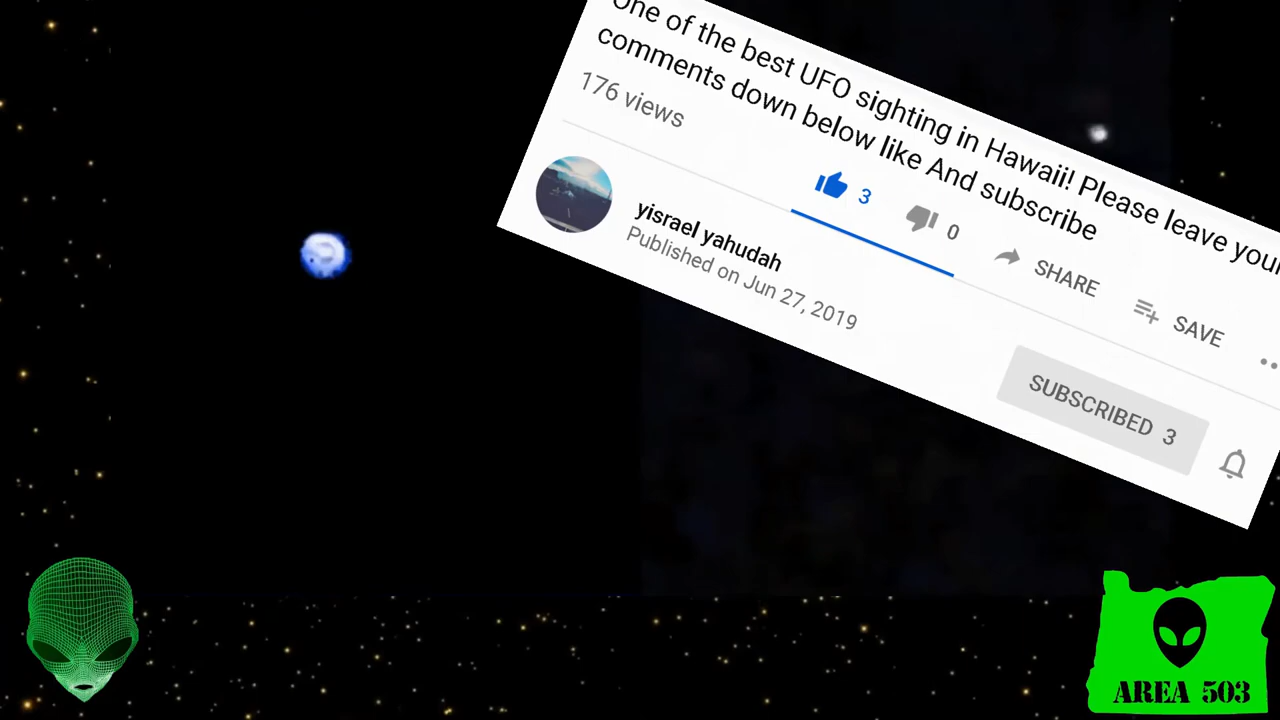 One of the best UFO sighting in Hawaii! Please leave your
comments down below like And subscribe
176 views
3
0
SHARE
SAVE
yisrael yahudah
Published on Jun 27, 2019
SUBSCRIBED 3
AREA 503